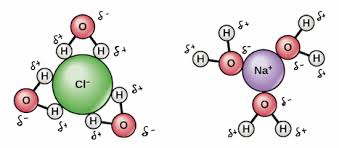 O δ⁻
δ⁺ H H δ⁺
δ⁺ H Cl⁻ H δ⁺
O H δ⁺ H O
δ⁻ δ⁺ δ⁻
δ⁺ δ⁺
H δ⁻ H
δ⁻ O
H O Na⁺ H
δ⁺ δ⁻ δ⁺
O δ⁻
δ⁺ H H δ⁺